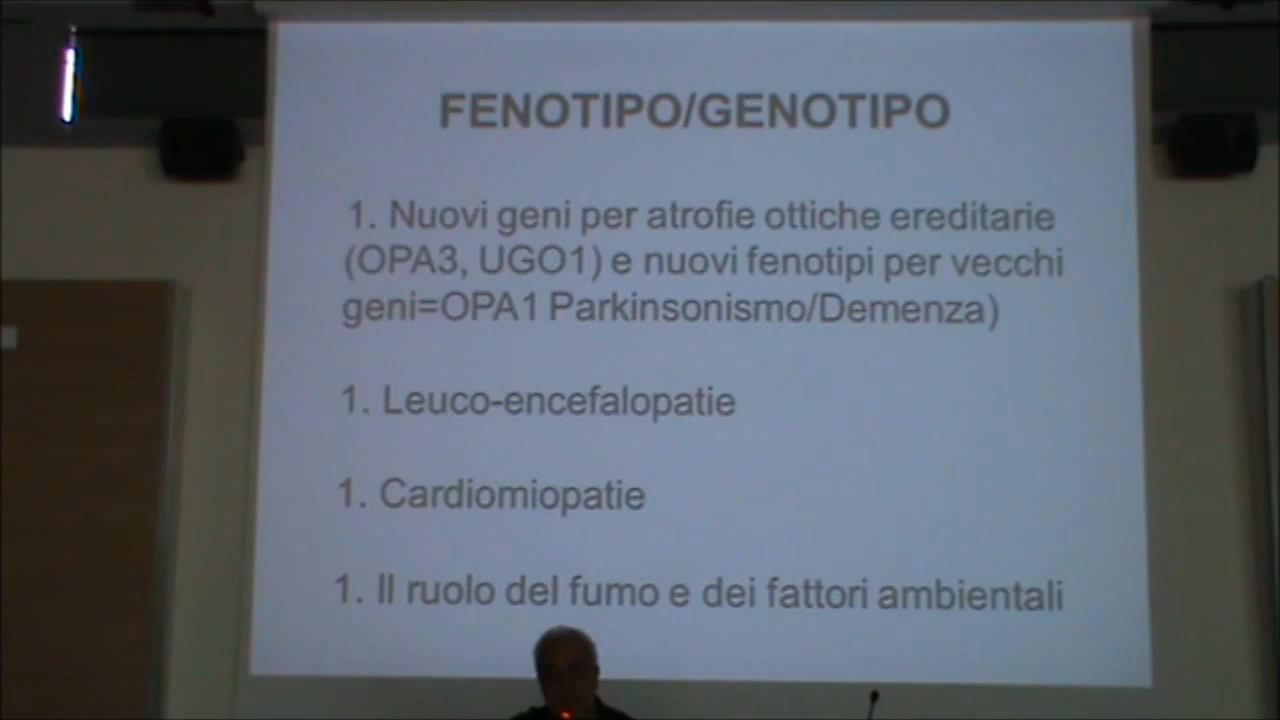 FENOTIPO/GENOTIPO
1. Nuovi geni per atrofie ottiche ereditarie
(OPA3, UGO1) e nuovi fenotipi per vecchi
geni=OPA1 Parkinsonismo/Demenza)
1. Leuco-encefalopatie
1. Cardiomiopatie
1. Il ruolo del fumo e dei fattori ambientali